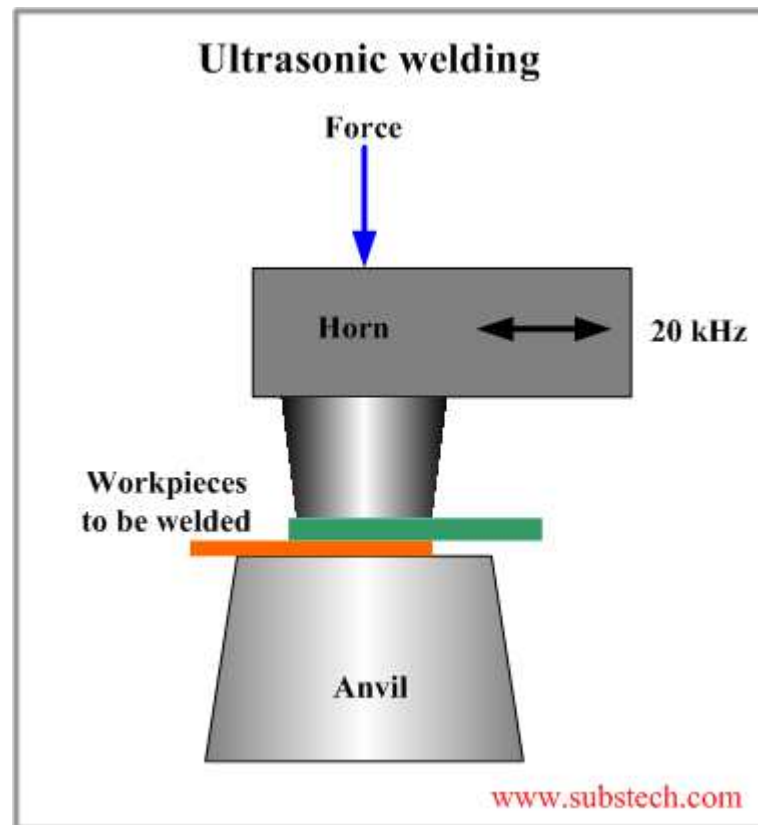 Ultrasonic welding
Force
Horn
20 kHz
Workpieces
to be welded
Anvil
www.substech.com